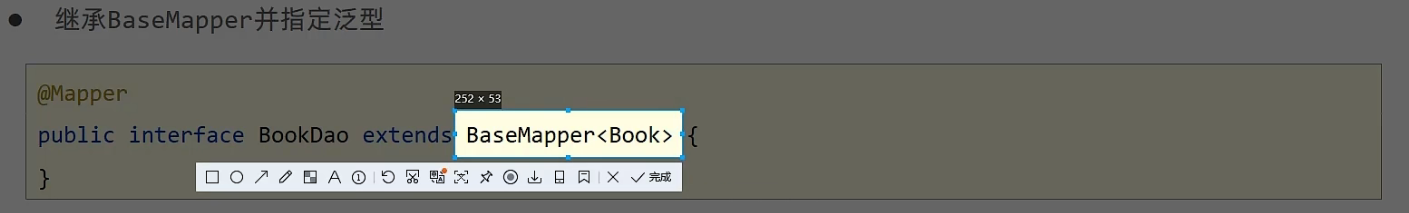 ● 继承BaseMapper并指定泛型
@Mapper
252 × 53
public interface BookDao extends BaseMapper<Book> {
}
完成